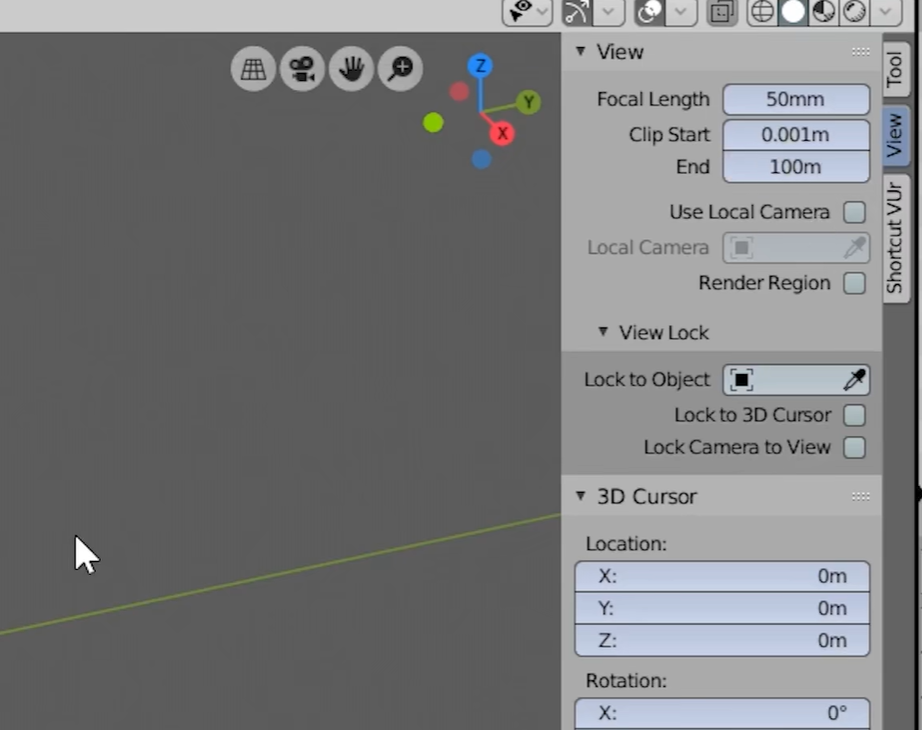 View
Focal Length 50mm
Clip Start 0.001m
End 100m
Use Local Camera
Local Camera
Render Region
View Lock
Lock to Object
Lock to 3D Cursor
Lock Camera to View
3D Cursor
Location:
X: 0m
Y: 0m
Z: 0m
Rotation:
X: 0°
Tool
View
Shortcut VUr
Z
Y
X